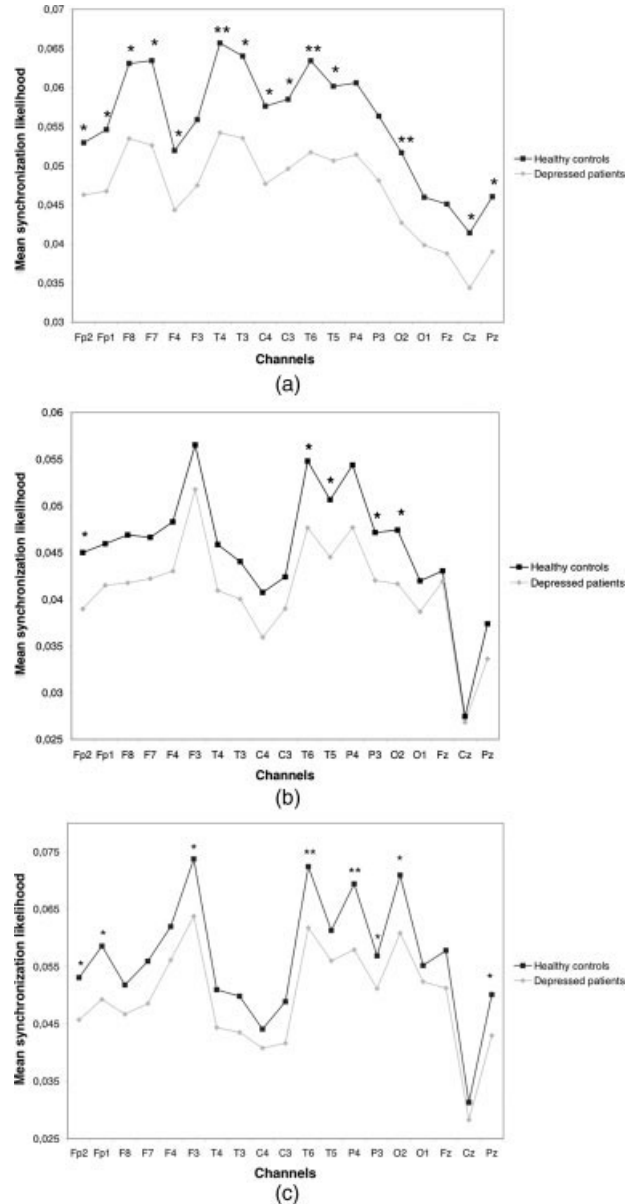 0,07
0,065
0,06
0,055
0,05
0,045
0,04
0,035
0,03
Mean synchronization likelihood
* * * * * ** * * * ** * ** * *
Healthy controls
Depressed patients
Fp2 Fp1 F8 F7 F4 F3 T4 T3 C4 C3 T6 T5 P4 P3 O2 O1 Fz Cz Pz
Channels
(a)
0,06
0,055
0,05
0,045
0,04
0,035
0,03
0,025
Mean synchronization likelihood
* * * * *
Healthy controls
Depressed patients
Fp2 Fp1 F8 F7 F4 F3 T4 T3 C4 C3 T6 T5 P4 P3 O2 O1 Fz Cz Pz
Channels
(b)
0,075
0,065
0,055
0,045
0,035
0,025
Mean synchronization likelihood
* * * ** ** * * *
Healthy controls
Depressed patients
Fp2 Fp1 F8 F7 F4 F3 T4 T3 C4 C3 T6 T5 P4 P3 O2 O1 Fz Cz Pz
Channels
(c)